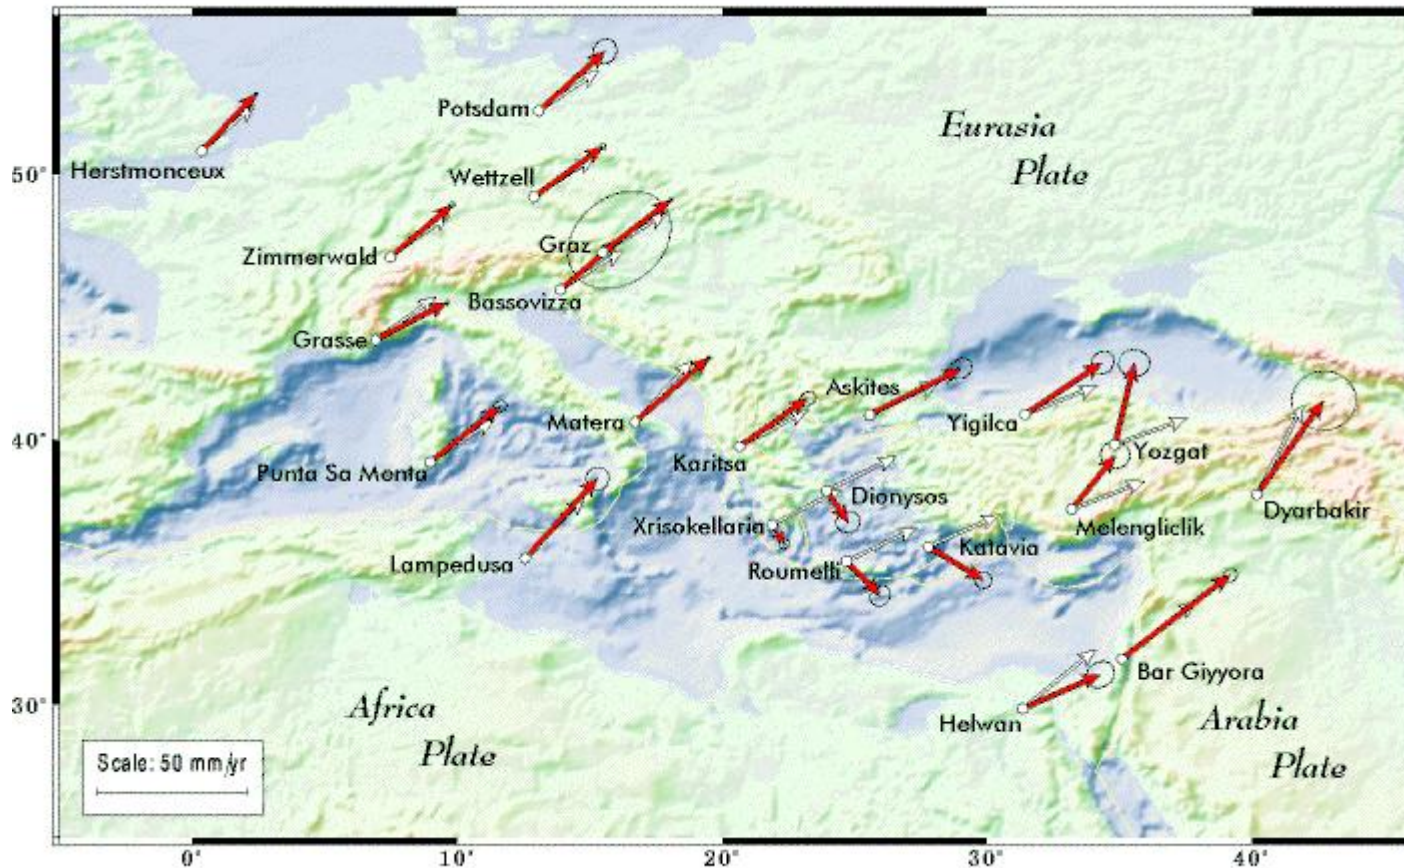 Potsdam
Eurasia
Plate
Herstmonceux
50°
Wettzell
Graz
Zimmerwald
Bassovizza
Grasse
Askites
Matera
Yigilca
40°
Karitsa
Yozgat
Punta Sa Menta
Dionysos
Xrisokellaria
Melengliclik
Dyarbakir
Katavia
Roumelli
Lampedusa
Bar Giyyora
30°
Africa
Plate
Helwan
Arabia
Plate
Scale: 50 mm/yr
0°
10°
20°
30°
40°